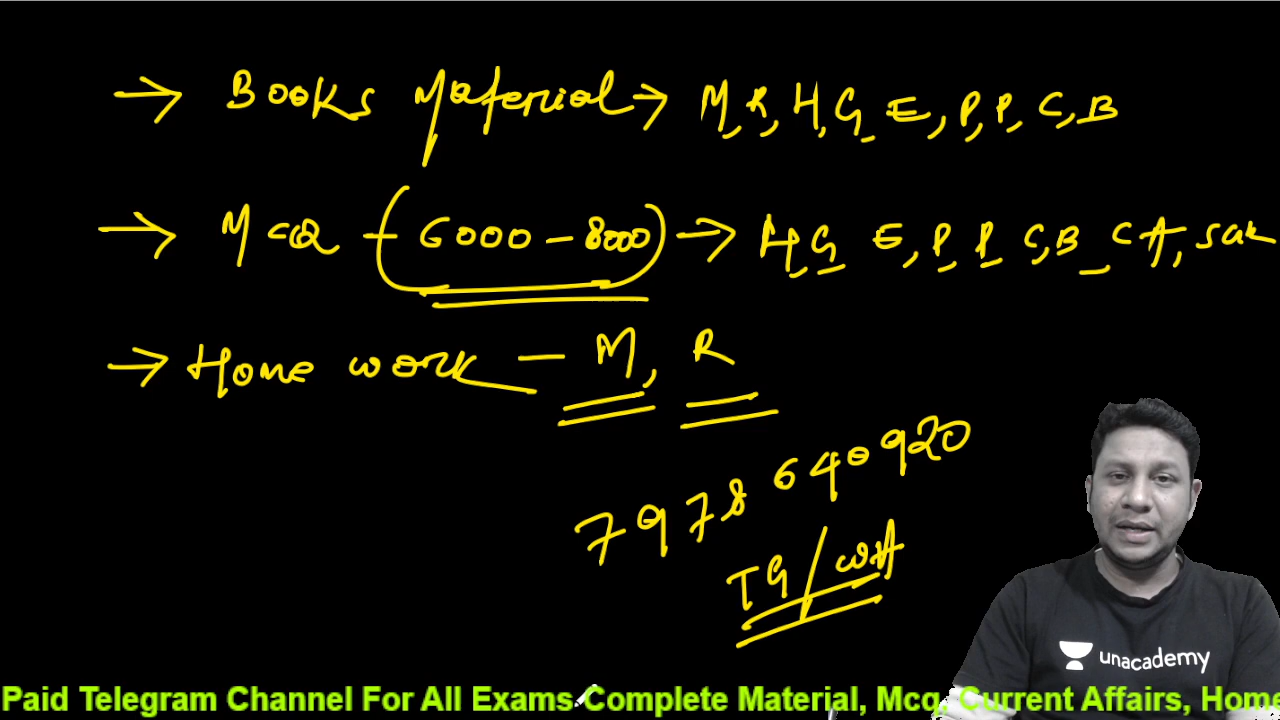 → Books Material → M, R, H, G, E, P, P, C, B
→ MCQ - (6000 - 8000) → H, G, E, P, P, C, B, CA, sak
→ Home work - M, R
7978640920
TG/WA
unacademy
Paid Telegram Channel For All Exams Complete Material, Mcq, Current Affairs, Home